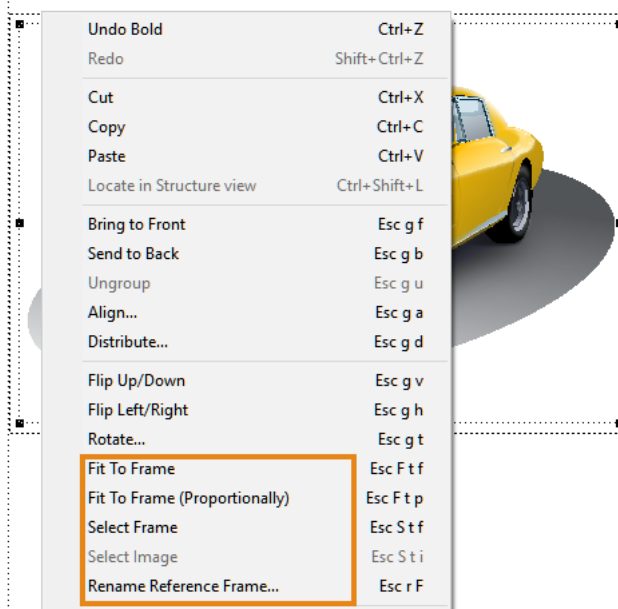 Undo Bold Ctrl+Z
Redo Shift+Ctrl+Z
Cut Ctrl+X
Copy Ctrl+C
Paste Ctrl+V
Locate in Structure view Ctrl+Shift+L
Bring to Front Esc g f
Send to Back Esc g b
Ungroup Esc g u
Align... Esc g a
Distribute... Esc g d
Flip Up/Down Esc g v
Flip Left/Right Esc g h
Rotate... Esc g t
Fit To Frame Esc F t f
Fit To Frame (Proportionally) Esc F t p
Select Frame Esc S t f
Select Image Esc S t i
Rename Reference Frame... Esc r F